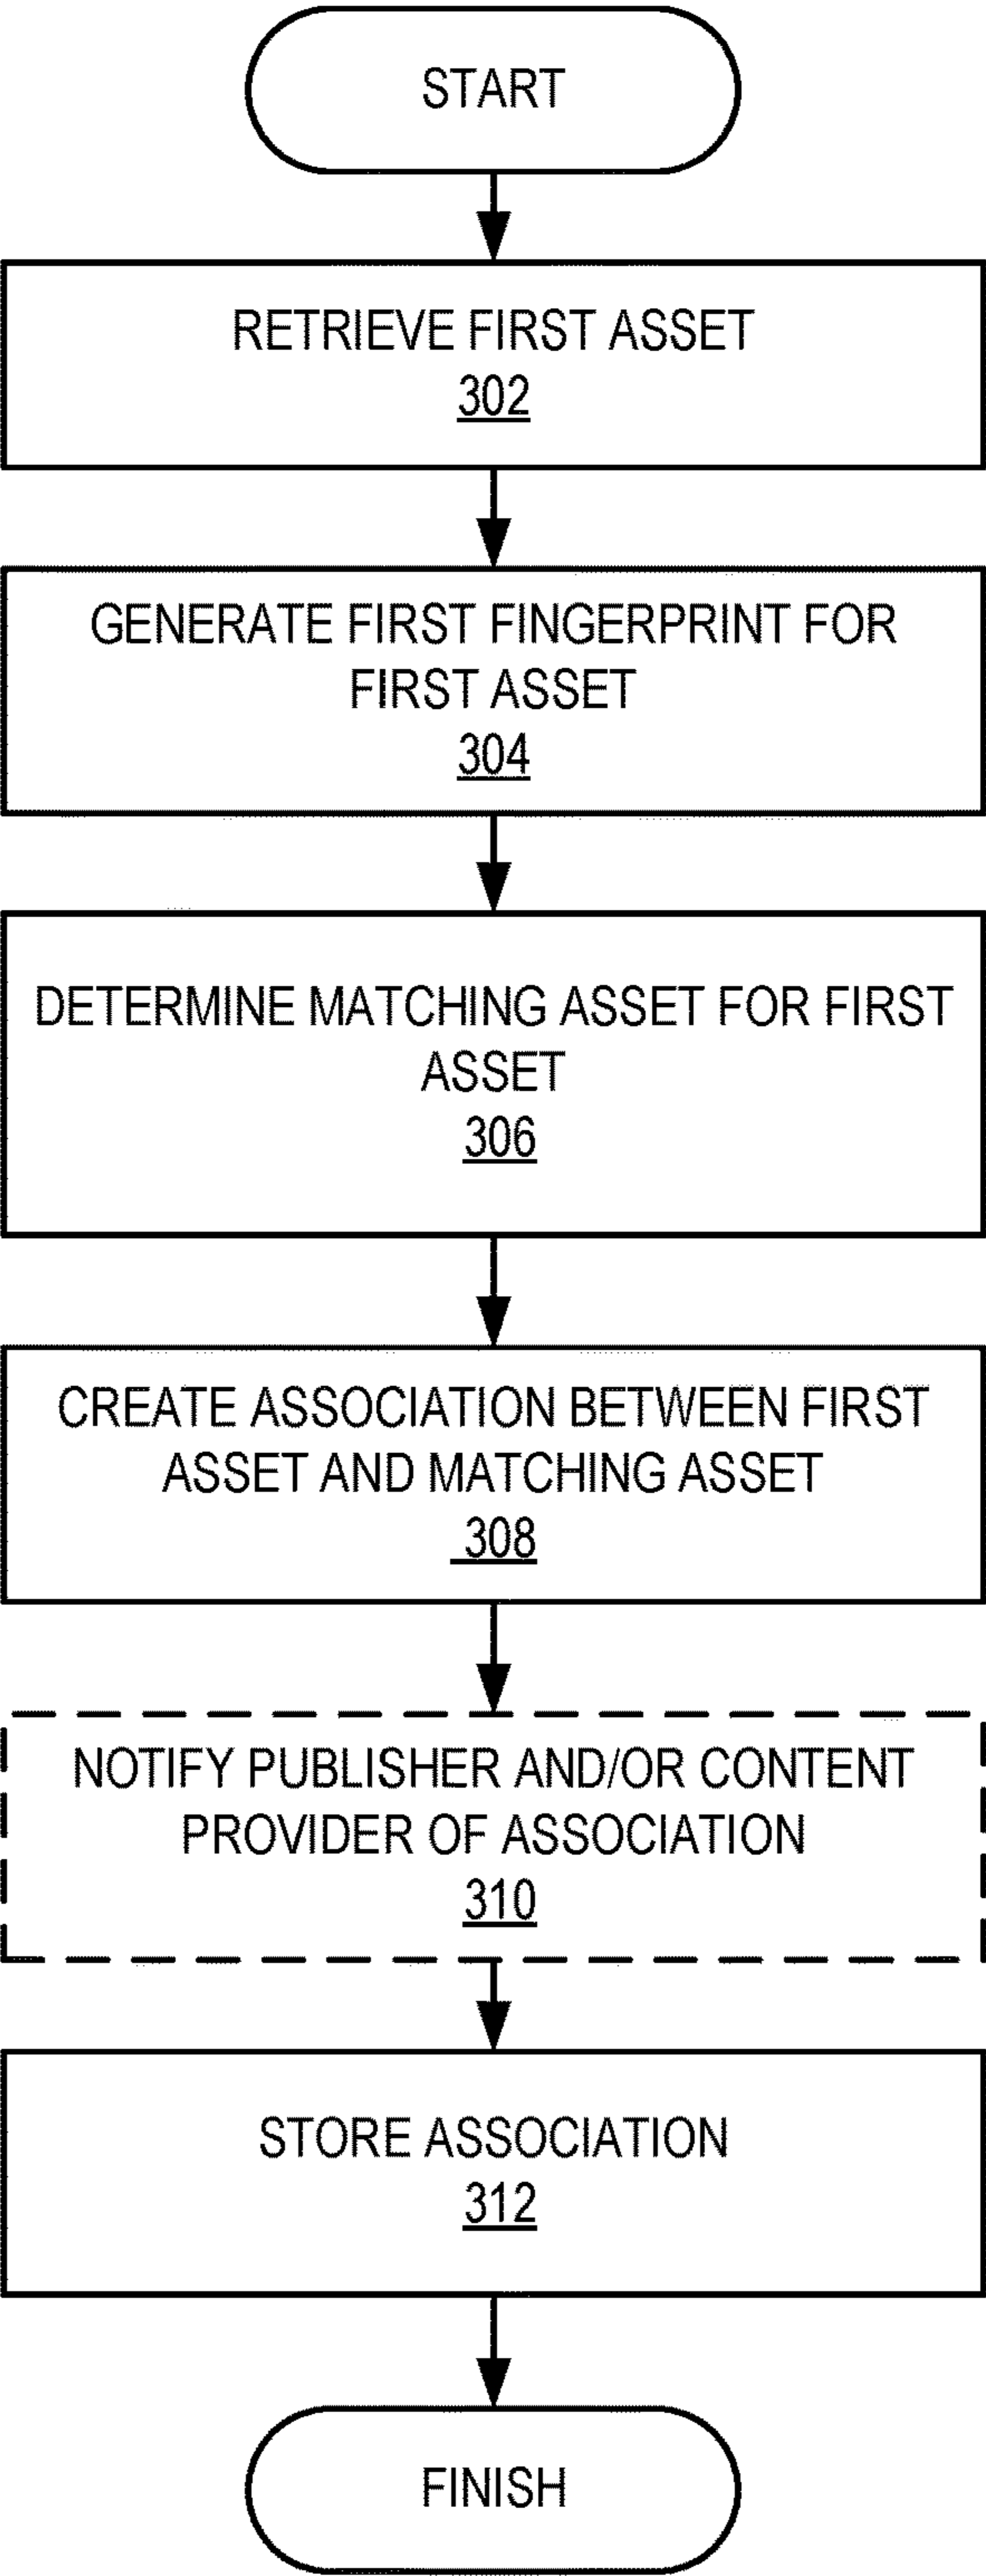 START
RETRIEVE FIRST ASSET
302
GENERATE FIRST FINGERPRINT FOR
FIRST ASSET
304
DETERMINE MATCHING ASSET FOR FIRST
ASSET
306
CREATE ASSOCIATION BETWEEN FIRST
ASSET AND MATCHING ASSET
308
NOTIFY PUBLISHER AND/OR CONTENT
PROVIDER OF ASSOCIATION
310
STORE ASSOCIATION
312
FINISH